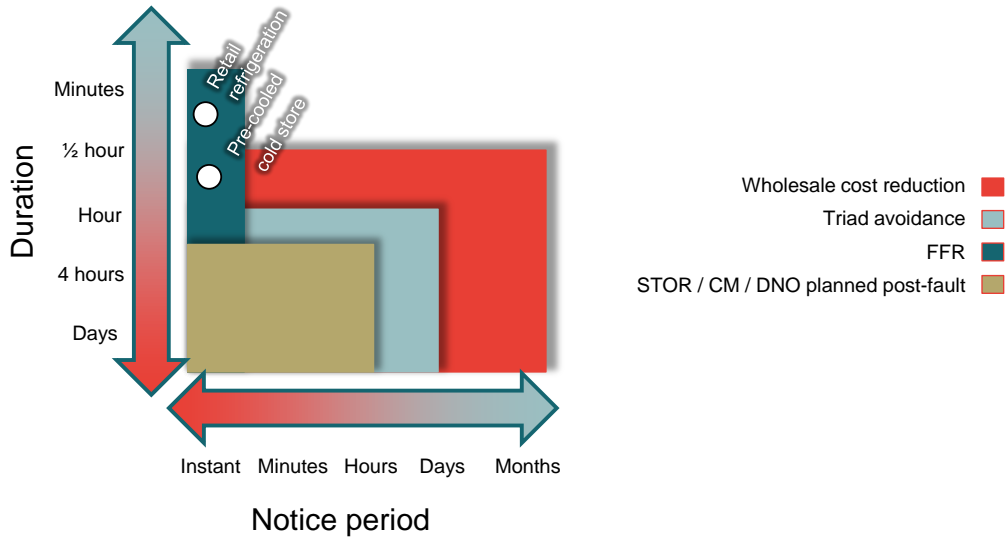 Retail
refrigeration
Pre-cooled
cold store
Duration
Minutes
½ hour
Hour
4 hours
Days
Wholesale cost reduction
Triad avoidance
FFR
STOR / CM / DNO planned post-fault
Instant Minutes Hours Days Months
Notice period